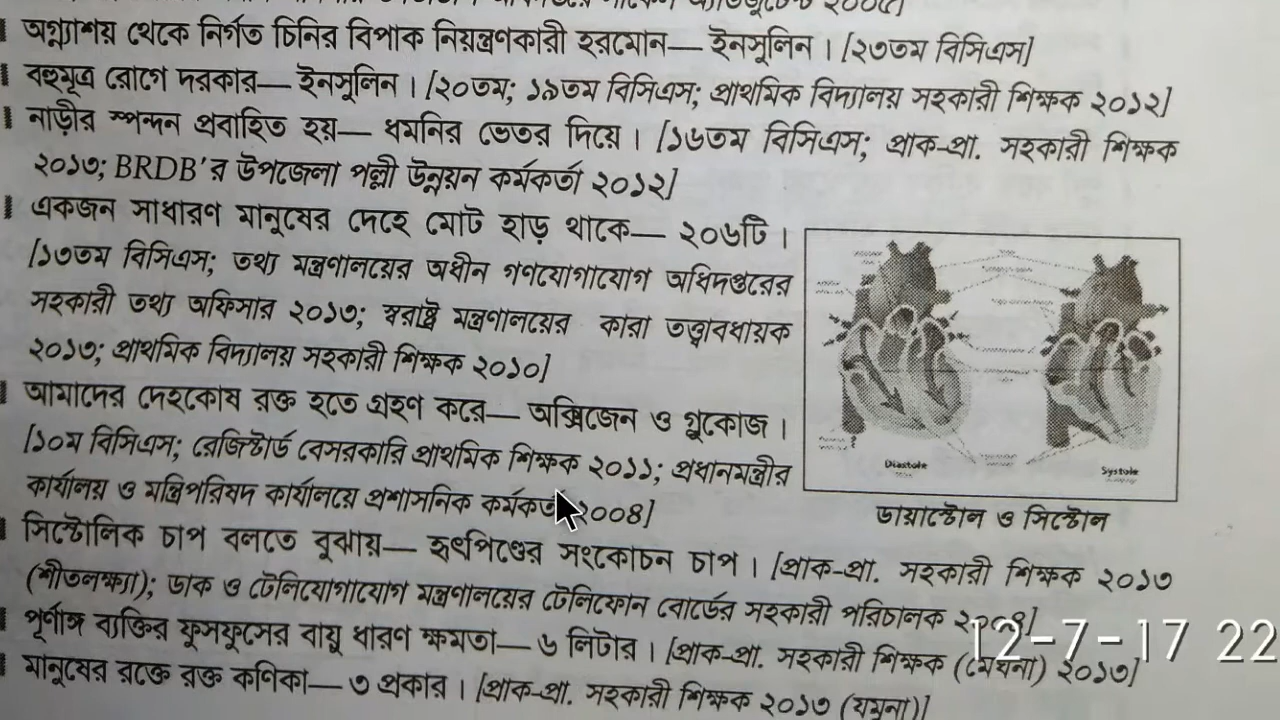 ২০০৫]
অগ্ন্যাশয় থেকে নির্গত চিনির বিপাক নিয়ন্ত্রণকারী হরমোন— ইনসুলিন। [২৩তম বিসিএস]
বহুমূত্র রোগে দরকার— ইনসুলিন। [২০তম; ১৯তম বিসিএস; প্রাথমিক বিদ্যালয় সহকারী শিক্ষক ২০১২]
নাড়ীর স্পন্দন প্রবাহিত হয়— ধমনির ভেতর দিয়ে। [১৬তম বিসিএস; প্রাক-প্রা. সহকারী শিক্ষক
২০১৩; BRDB'র উপজেলা পল্লী উন্নয়ন কর্মকর্তা ২০১২]
একজন সাধারণ মানুষের দেহে মোট হাড় থাকে— ২০৬টি।
[১৩তম বিসিএস; তথ্য মন্ত্রণালয়ের অধীন গণযোগাযোগ অধিদপ্তরের
সহকারী তথ্য অফিসার ২০১৩; স্বরাষ্ট্র মন্ত্রণালয়ের কারা তত্ত্বাবধায়ক
২০১৩; প্রাথমিক বিদ্যালয় সহকারী শিক্ষক ২০১০]
আমাদের দেহকোষ রক্ত হতে গ্রহণ করে— অক্সিজেন ও গ্লুকোজ।
[১০ম বিসিএস; রেজিস্টার্ড বেসরকারি প্রাথমিক শিক্ষক ২০১১; প্রধানমন্ত্রীর
কার্যালয় ও মন্ত্রিপরিষদ কার্যালয়ে প্রশাসনিক কর্মকর্তা ২০০৪]
Diastole
Systole
ডায়াস্টোল ও সিস্টোল
সিস্টোলিক চাপ বলতে বুঝায়— হৃৎপিণ্ডের সংকোচন চাপ। [প্রাক-প্রা. সহকারী শিক্ষক ২০১৩
(শীতলক্ষ্যা); ডাক ও টেলিযোগাযোগ মন্ত্রণালয়ের টেলিফোন বোর্ডের সহকারী পরিচালক ২০০৪]
পূর্ণাঙ্গ ব্যক্তির ফুসফুসের বায়ু ধারণ ক্ষমতা— ৬ লিটার। [প্রাক-প্রা. সহকারী শিক্ষক (মেঘনা) ২০১৩]
মানুষের রক্তে রক্ত কণিকা— ৩ প্রকার। [প্রাক-প্রা. সহকারী শিক্ষক ২০১৩ (যমুনা)]
12-7-17 22